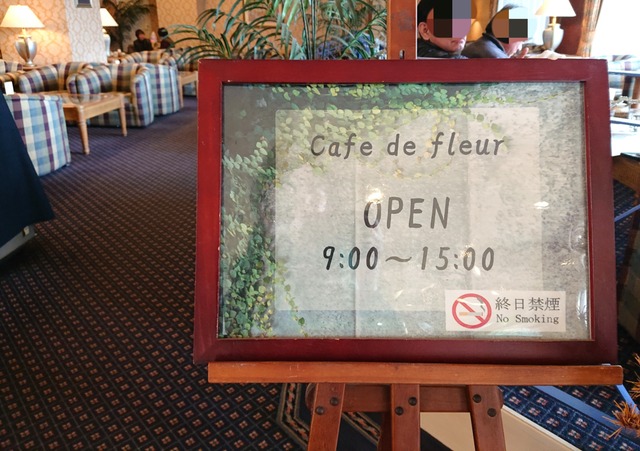 Cafe de fleur
OPEN
9:00～15:00
終日禁煙
No Smoking